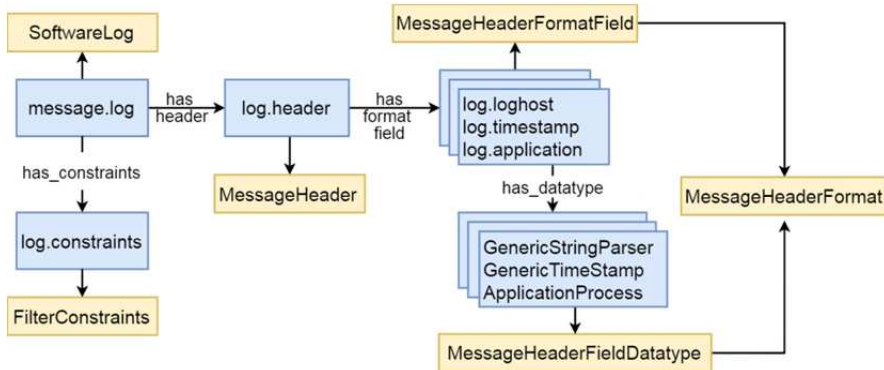 SoftwareLog
MessageHeaderFormatField
message.log
has
header
log.header
has
format
field
log.loghost
log.timestamp
log.application
has_constraints
MessageHeader
has_datatype
MessageHeaderFormat
log.constraints
GenericStringParser
GenericTimeStamp
ApplicationProcess
FilterConstraints
MessageHeaderFieldDatatype